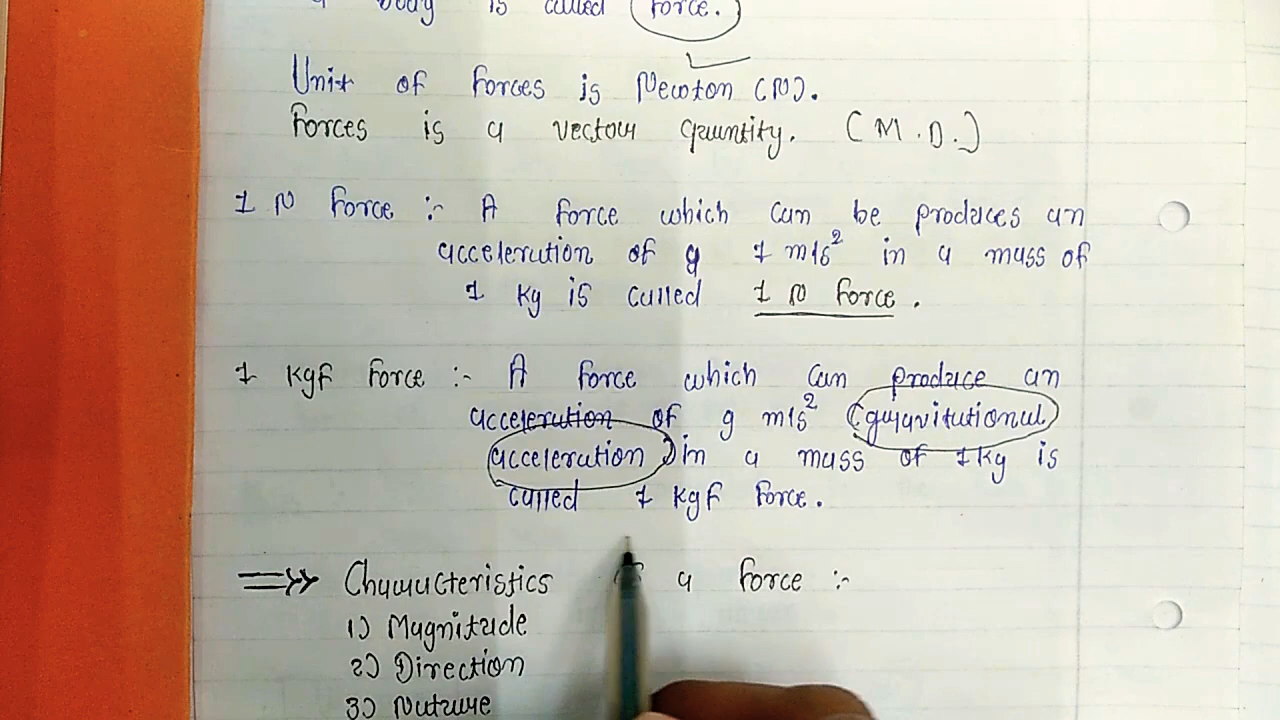 a body is called force.
Unit of forces is Newton (N).
Forces is a vector quantity. (M.D.)
1 N force :- A force which can be produces an
acceleration of g 1 m/s² in a mass of
1 kg is called 1 N force.
1 Kgf force :- A force which can produce an
acceleration of g m/s² (gravitational
acceleration) in a mass of 1 kg is
called 1 Kgf force.
⇒» Characteristics of a force :-
1) Magnitude
2) Direction
3) Nature